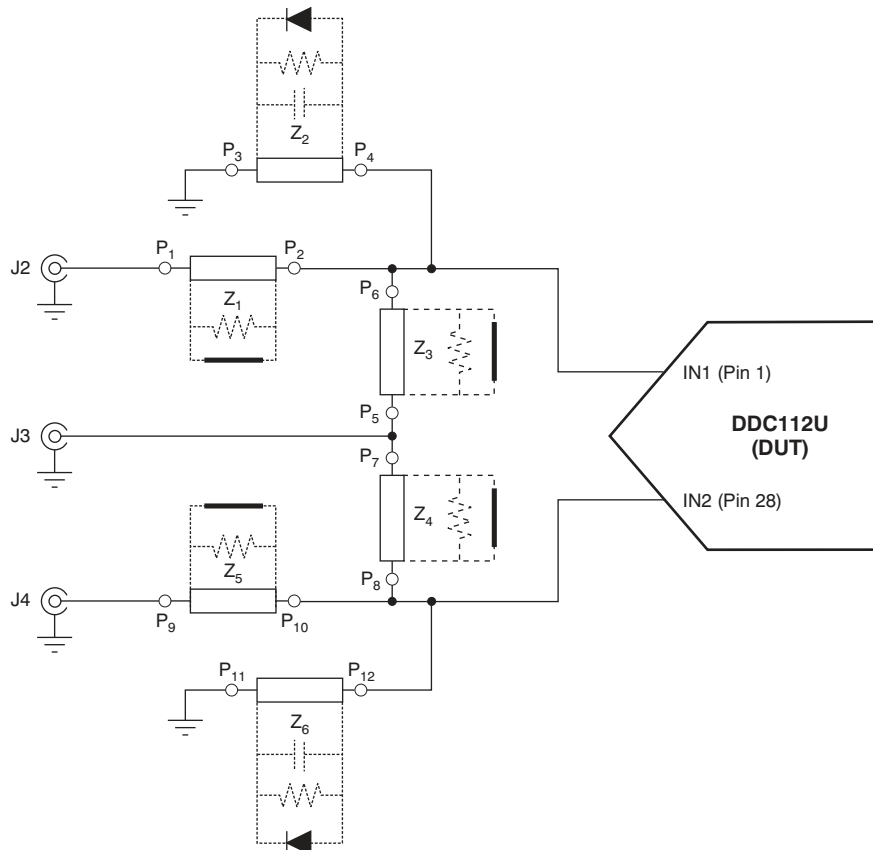 Z₂
P₃
P₄
J2
P₁
P₂
Z₁
P₆
Z₃
P₅
IN1 (Pin 1)
DDC112U
(DUT)
J3
P₇
IN2 (Pin 28)
Z₄
Z₅
P₈
J4
P₉
P₁₀
P₁₁
P₁₂
Z₆